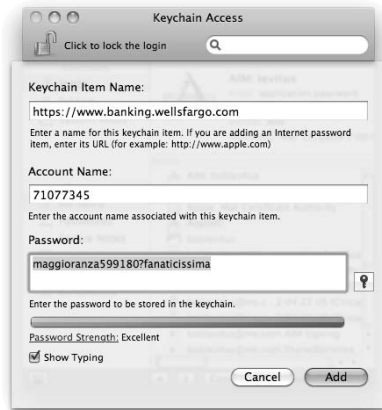 Keychain Access
Click to lock the login
Keychain Item Name:
https://www.banking.wellsfargo.com
Enter a name for this keychain item. If you are adding an Internet password
item, enter its URL (for example: http://www.apple.com)
Account Name:
71077345
Enter the account name associated with this keychain item.
Password:
maggioranza599180?fanaticissima
Enter the password to be stored in the keychain.
Password Strength: Excellent
Show Typing
Cancel Add